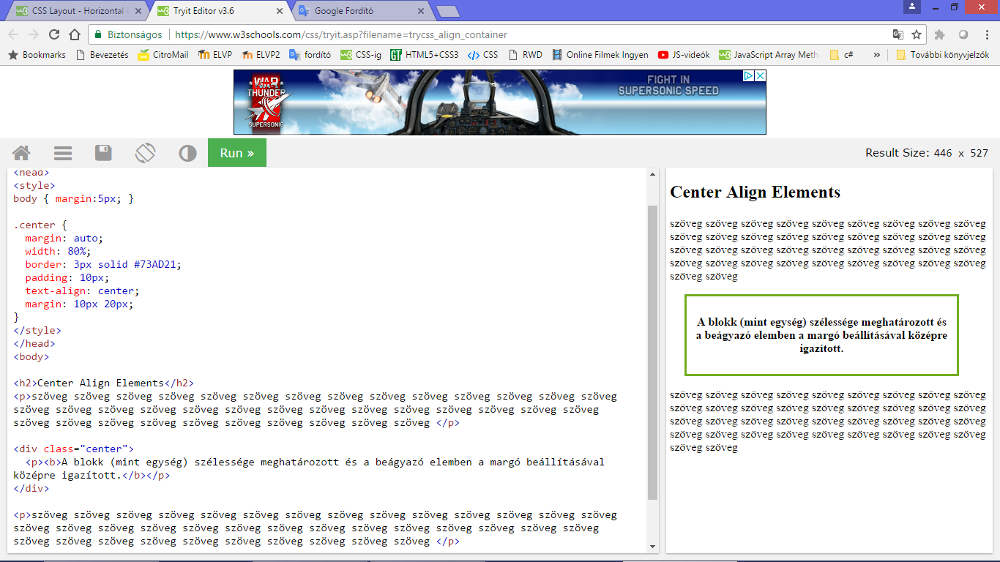 CSS Layout - Horizontal &
Tryit Editor v3.6
Google Fordító
Biztonságos
https://www.w3schools.com/css/tryit.asp?filename=trycss_align_container
Bookmarks
Bevezetés
CitroMail
ELVP
ELVP2
fordító
CSS-ig
HTML5+CSS3
CSS
RWD
Online Filmek Ingyen
JS-videók
JavaScript Array Meth
c#
»
További könyvjelzők
WAR
THUNDER
SUPERSONIC
FIGHT IN
SUPERSONIC SPEED
Run »
Result Size: 446 x 527
<head>
<style>
body { margin:5px; }
.center {
margin: auto;
width: 80%;
border: 3px solid #73AD21;
padding: 10px;
text-align: center;
margin: 10px 20px;
}
</style>
</head>
<body>
<h2>Center Align Elements</h2>
<p>szöveg szöveg szöveg szöveg szöveg szöveg szöveg szöveg szöveg szöveg szöveg szöveg szöveg szöveg
szöveg szöveg szöveg szöveg szöveg szöveg szöveg szöveg szöveg szöveg szöveg szöveg szöveg szöveg
szöveg szöveg szöveg szöveg szöveg szöveg szöveg szöveg szöveg szöveg </p>
<div class="center">
<p><b>A blokk (mint egység) szélessége meghatározott és a beágyazó elemben a margó beállításával
középre igazított.</b></p>
</div>
<p>szöveg szöveg szöveg szöveg szöveg szöveg szöveg szöveg szöveg szöveg szöveg szöveg szöveg szöveg
szöveg szöveg szöveg szöveg szöveg szöveg szöveg szöveg szöveg szöveg szöveg szöveg szöveg szöveg
szöveg szöveg szöveg szöveg szöveg szöveg szöveg szöveg szöveg szöveg </p>
Center Align Elements
szöveg szöveg szöveg szöveg szöveg szöveg szöveg szöveg szöveg
szöveg szöveg szöveg szöveg szöveg szöveg szöveg szöveg szöveg
szöveg szöveg szöveg szöveg szöveg szöveg szöveg szöveg szöveg
szöveg szöveg szöveg szöveg szöveg szöveg szöveg szöveg szöveg
szöveg szöveg
A blokk (mint egység) szélessége meghatározott és
a beágyazó elemben a margó beállításával középre
igazított.
szöveg szöveg szöveg szöveg szöveg szöveg szöveg szöveg szöveg
szöveg szöveg szöveg szöveg szöveg szöveg szöveg szöveg szöveg
szöveg szöveg szöveg szöveg szöveg szöveg szöveg szöveg szöveg
szöveg szöveg szöveg szöveg szöveg szöveg szöveg szöveg szöveg
szöveg szöveg